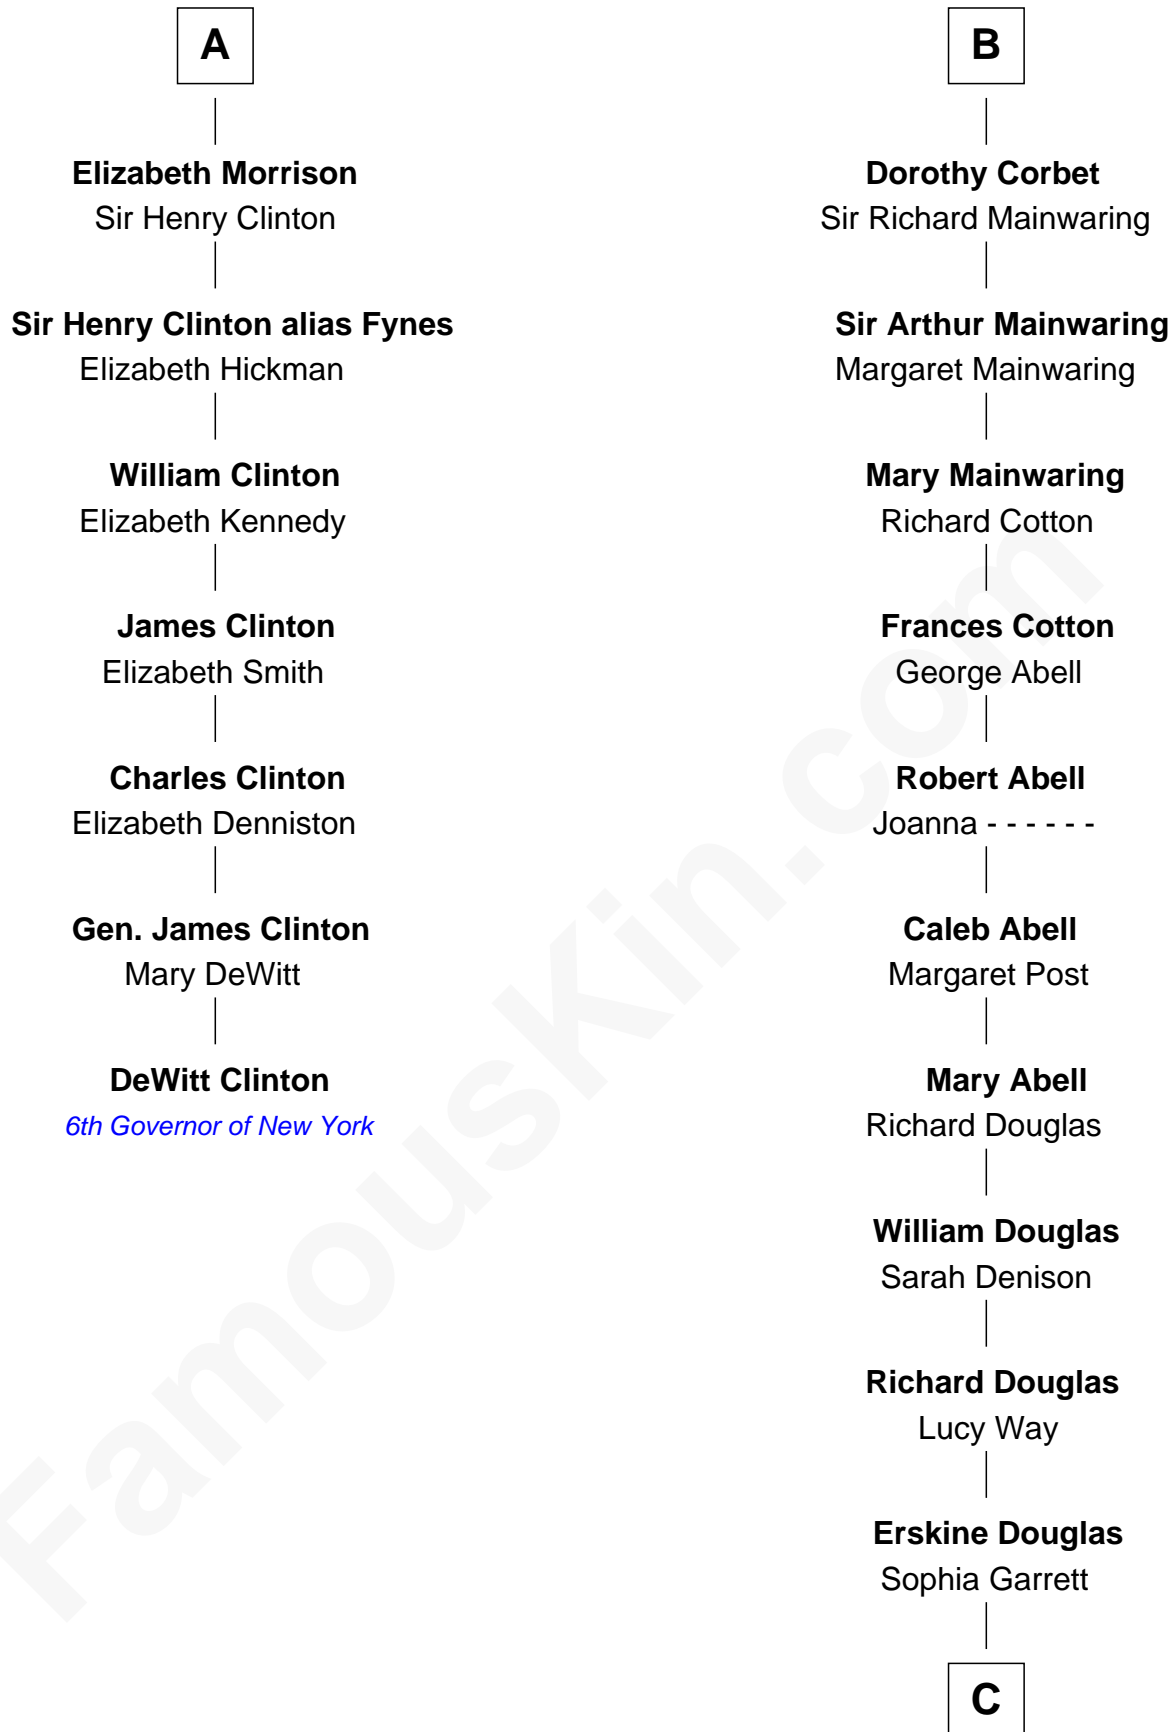 A
Elizabeth Morrison
Sir Henry Clinton
Sir Henry Clinton alias Fynes
Elizabeth Hickman
William Clinton
Elizabeth Kennedy
James Clinton
Elizabeth Smith
Charles Clinton
Elizabeth Denniston
Gen. James Clinton
Mary DeWitt
DeWitt Clinton
6th Governor of New York
B
Dorothy Corbet
Sir Richard Mainwaring
Sir Arthur Mainwaring
Margaret Mainwaring
Mary Mainwaring
Richard Cotton
Frances Cotton
George Abell
Robert Abell
Joanna - - - - - -
Caleb Abell
Margaret Post
Mary Abell
Richard Douglas
William Douglas
Sarah Denison
Richard Douglas
Lucy Way
Erskine Douglas
Sophia Garrett
C
FamousKin.com